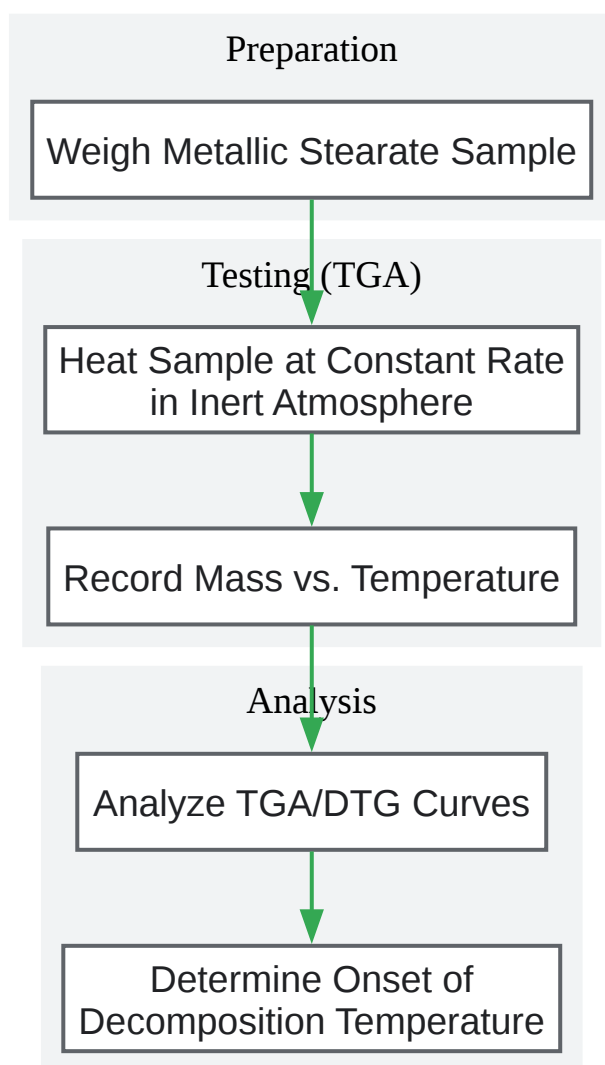 Preparation
Weigh Metallic Stearate Sample
Testing (TGA)
Heat Sample at Constant Rate
in Inert Atmosphere
Record Mass vs. Temperature
Analysis
Analyze TGA/DTG Curves
Determine Onset of
Decomposition Temperature